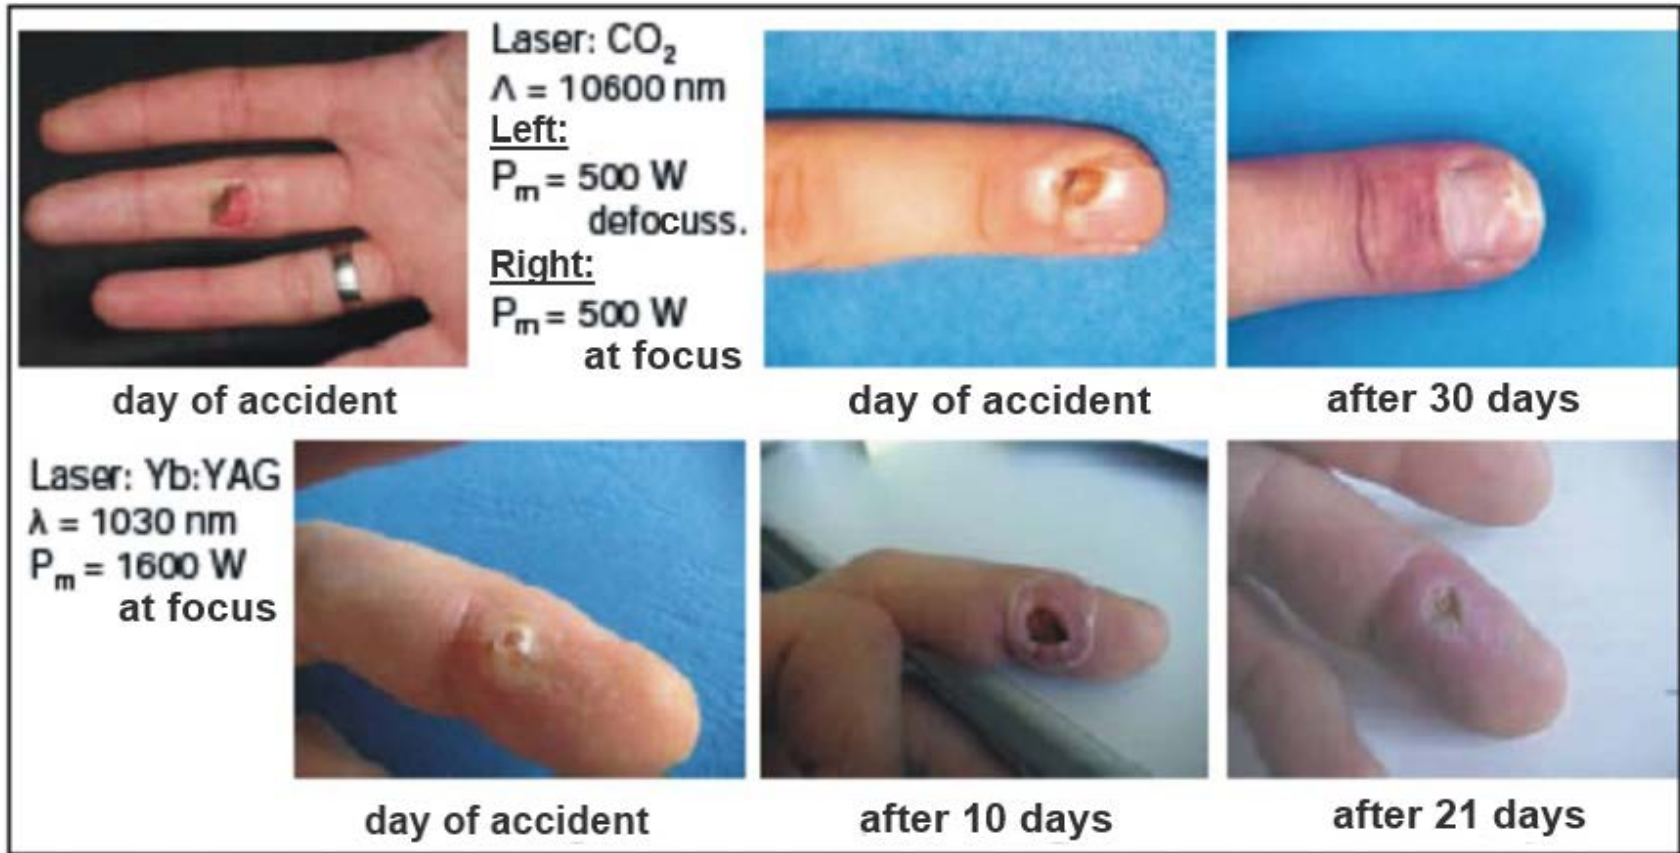 Laser: CO₂
Λ = 10600 nm
Left:
Pm = 500 W
defocuss.
Right:
Pm = 500 W
at focus
day of accident
day of accident
after 30 days
Laser: Yb:YAG
λ = 1030 nm
Pm = 1600 W
at focus
day of accident
after 10 days
after 21 days